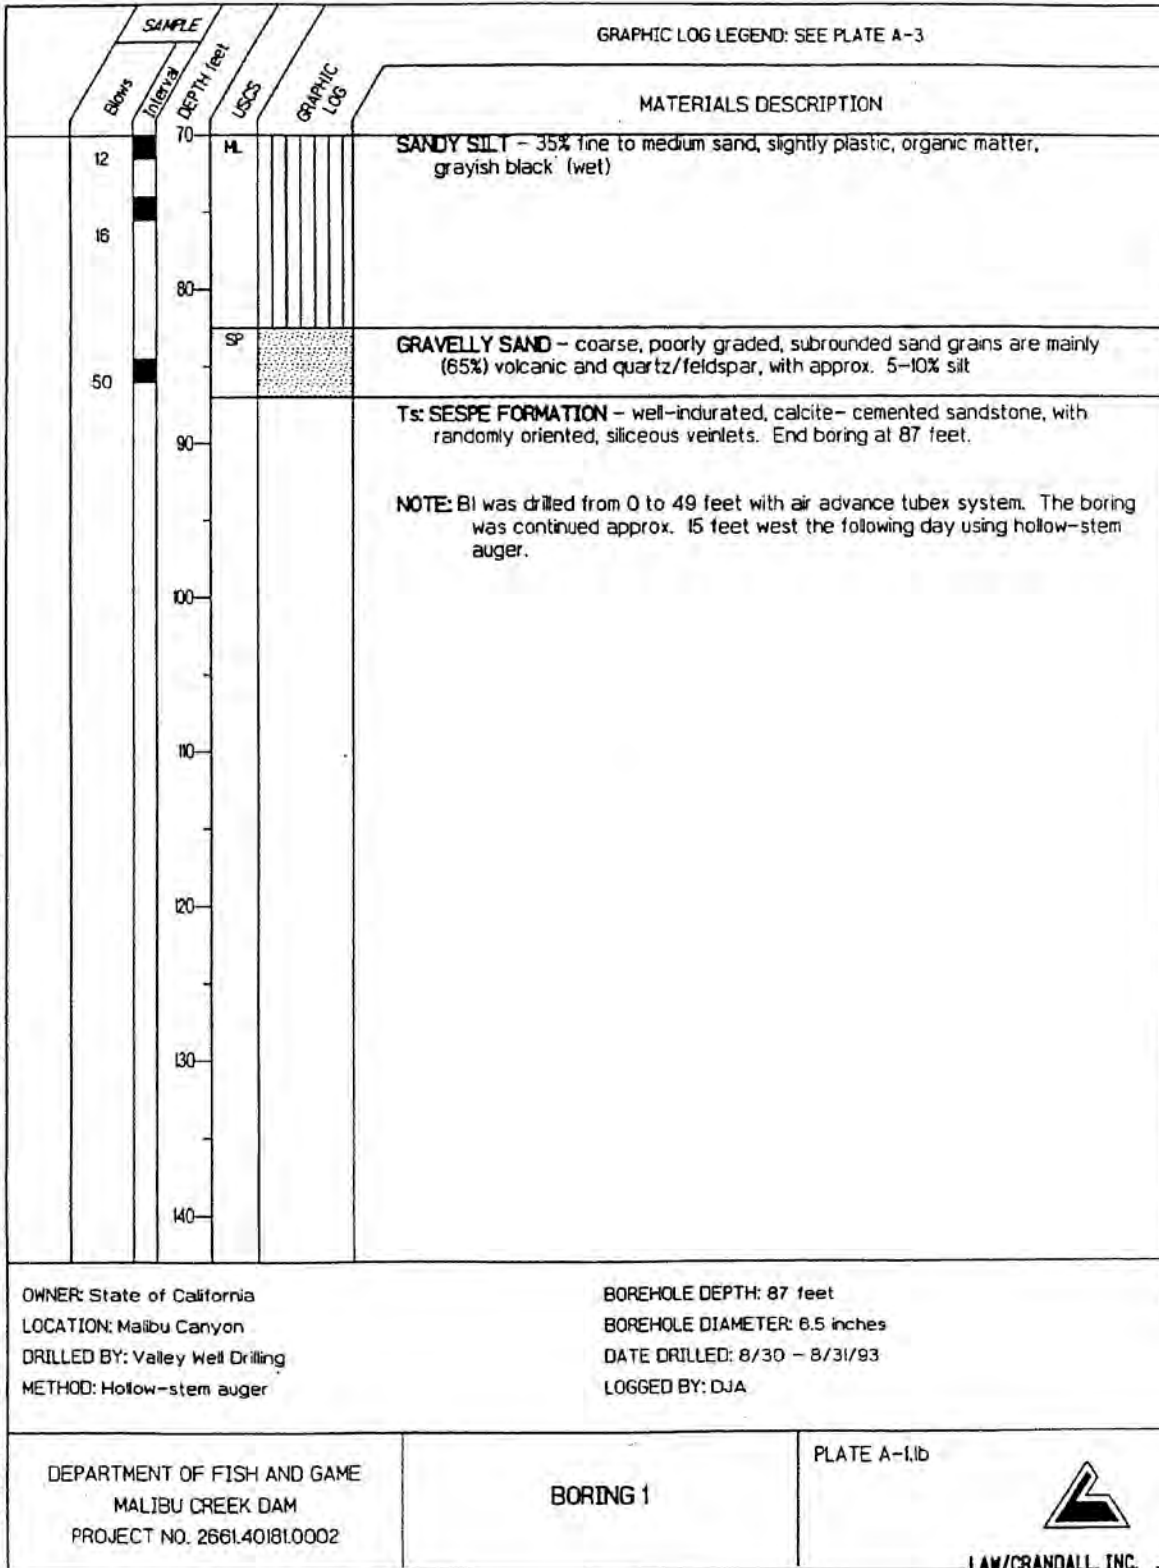 SAMPLE
GRAPHIC LOG LEGEND: SEE PLATE A-3
Blows
Interval
DEPTH feet
USCS
GRAPHIC
LOG
MATERIALS DESCRIPTION
70
12
ML
SANDY SILT - 35% fine to medium sand, slightly plastic, organic matter,
grayish black (wet)
16
80
SP
GRAVELLY SAND - coarse, poorly graded, subrounded sand grains are mainly
(65%) volcanic and quartz/feldspar, with approx. 5-10% silt
50
Ts: SESPE FORMATION - well-indurated, calcite- cemented sandstone, with
randomly oriented, siliceous veinlets. End boring at 87 feet.
90
NOTE: B1 was drilled from 0 to 49 feet with air advance tubex system. The boring
was continued approx. 15 feet west the following day using hollow-stem
auger.
100
110
120
130
140
OWNER: State of California
LOCATION: Malibu Canyon
DRILLED BY: Valley Well Drilling
METHOD: Hollow-stem auger
BOREHOLE DEPTH: 87 feet
BOREHOLE DIAMETER: 6.5 inches
DATE DRILLED: 8/30 - 8/31/93
LOGGED BY: DJA
DEPARTMENT OF FISH AND GAME
MALIBU CREEK DAM
PROJECT NO. 2661.40181.0002
BORING 1
PLATE A-1.1b
LAW/CRANDALL, INC.